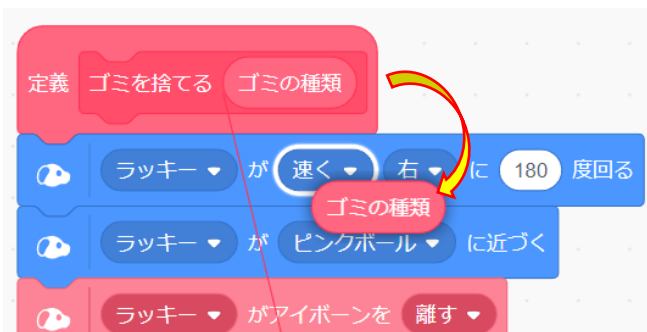 定義 ゴミを捨てる ゴミの種類
ラッキー が 速く 右 に 180 度回る
ゴミの種類
ラッキー が ピンクボール に近づく
ラッキー がアイボーンを 離す